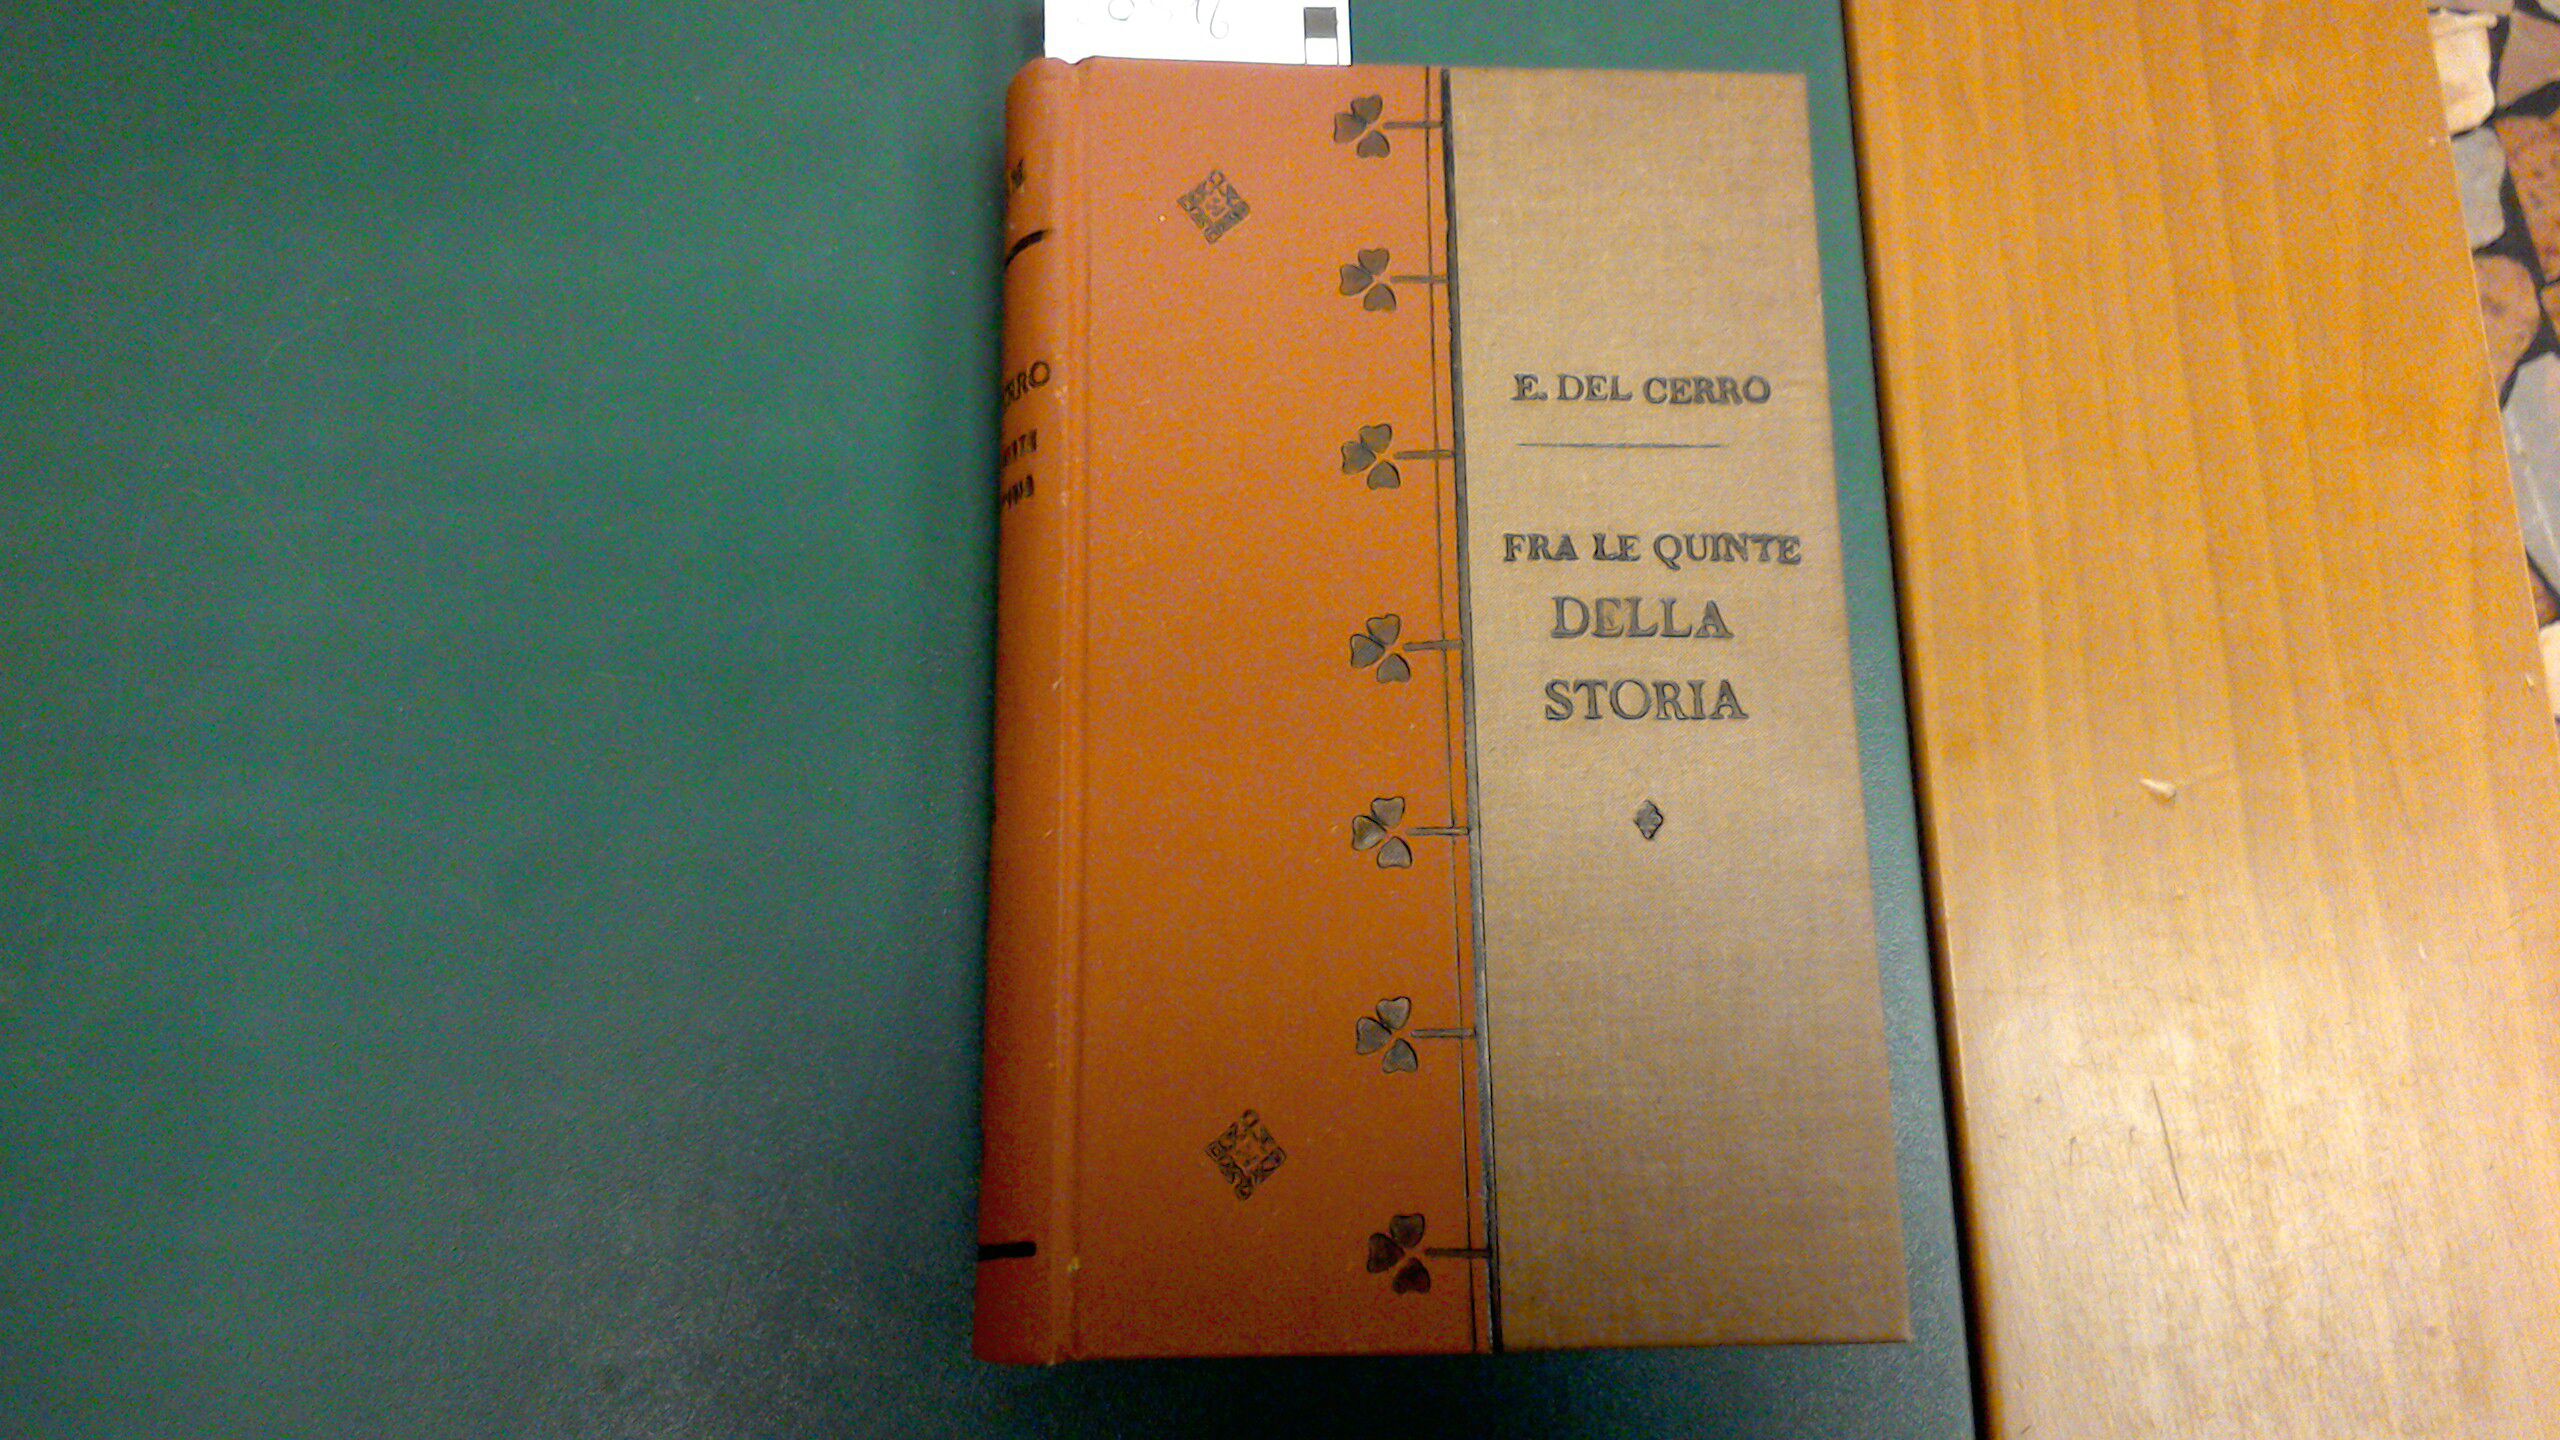 E. DEL CERRO
FRA LE QUINTE
DELLA
STORIA